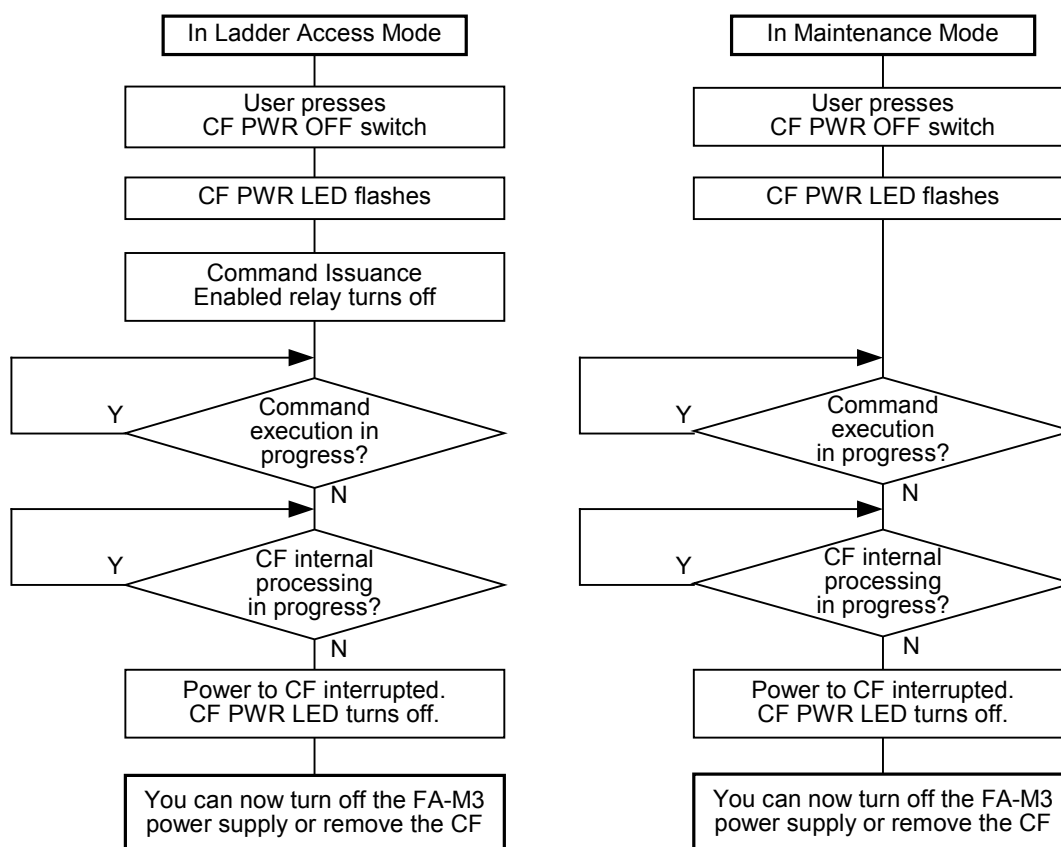 In Ladder Access Mode
User presses
CF PWR OFF switch
CF PWR LED flashes
Command Issuance
Enabled relay turns off
Y
Command
execution in
progress?
N
Y
CF internal
processing
in progress?
N
Power to CF interrupted.
CF PWR LED turns off.
You can now turn off the FA-M3
power supply or remove the CF
In Maintenance Mode
User presses
CF PWR OFF switch
CF PWR LED flashes
Y
Command
execution
in progress?
N
Y
CF internal
processing
in progress?
N
Power to CF interrupted.
CF PWR LED turns off.
You can now turn off the FA-M3
power supply or remove the CF